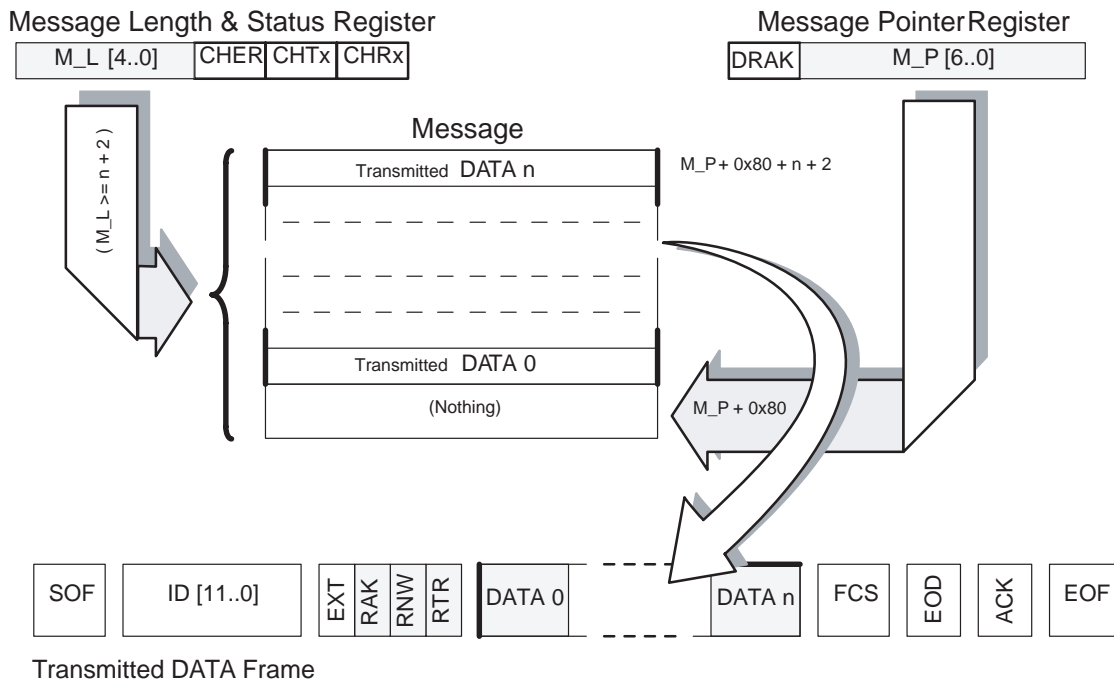 Message Length & Status Register
Message Pointer Register
M_L [4..0]
CHER
CHTx
CHRx
DRAK
M_P [6..0]
( M_L >= n + 2 )
Message
Transmitted DATA n
M_P + 0x80 + n + 2
Transmitted DATA 0
(Nothing)
M_P + 0x80
SOF
ID [11..0]
EXT
RAK
RNW
RTR
DATA 0
DATA n
FCS
EOD
ACK
EOF
Transmitted DATA Frame